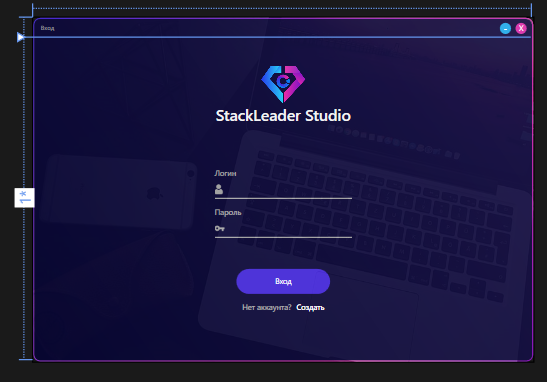 Вход
- X
StackLeader Studio
Логин
Пароль
Вход
Нет аккаунта? Создать